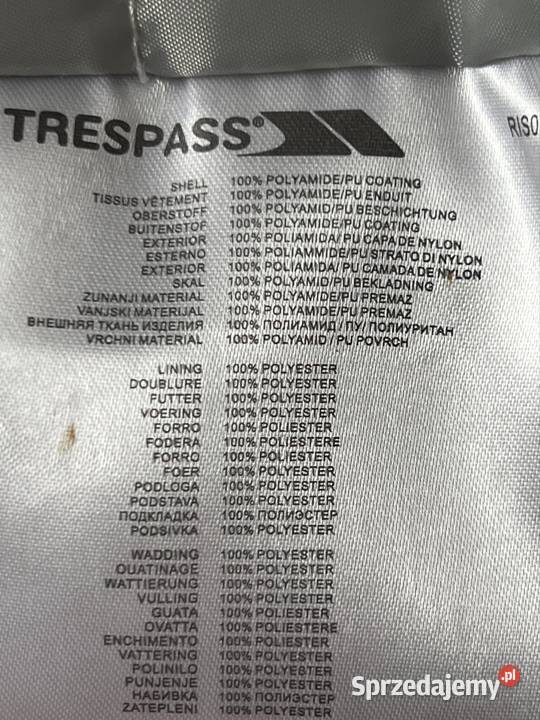 TRESPASS®
RISO
SHELL 100% POLYAMIDE/PU COATING
TISSUS VÊTEMENT 100% POLYAMIDE/PU ENDUIT
OBERSTOFF 100% POLYAMID/PU BESCHICHTUNG
BUITENSTOF 100% POLYAMIDE/PU COATING
EXTERIOR 100% POLIAMIDA/PU CAPA DE NYLON
ESTERNO 100% POLIAMMIDE/PU STRATO DI NYLON
EXTERIOR 100% POLIAMIDA/PU CAMADA DE NYLON
SKAL 100% POLYAMID/PU BEKLADNING
ZUNANJI MATERIAL 100% POLYAMIDE/PU PREMAZ
VANJSKI MATERIJAL 100% POLYAMIDE/PU PREMAZ
ВНЕШНЯЯ ТКАНЬ ИЗДЕЛИЯ 100% ПОЛИАМИД/ПУ/ПОЛИУРИТАН
VRCHNI MATERIAL 100% POLYAMID/PU POVRCH
LINING 100% POLYESTER
DOUBLURE 100% POLYESTER
FUTTER 100% POLYESTER
VOERING 100% POLYESTER
FORRO 100% POLIESTER
FODERA 100% POLIESTERE
FORRO 100% POLIESTER
FOER 100% POLYESTER
PODLOGA 100% POLYESTER
PODSTAVA 100% POLYESTER
ПОДКЛАДКА 100% ПОЛИЭСТЕР
PODSIVKA 100% POLYESTER
WADDING 100% POLYESTER
OUATINAGE 100% POLYESTER
WATTIERUNG 100% POLYESTER
VULLING 100% POLYESTER
GUATA 100% POLIESTER
OVATTA 100% POLIESTERE
ENCHIMENTO 100% POLIESTER
VATTERING 100% POLYESTER
POLINILO 100% POLYESTER
PUNJENJE 100% POLYESTER
НАБИВКА 100% ПОЛИЭСТЕР
ZATEPLENI 100% POLYESTER
Sprzedajemy.pl